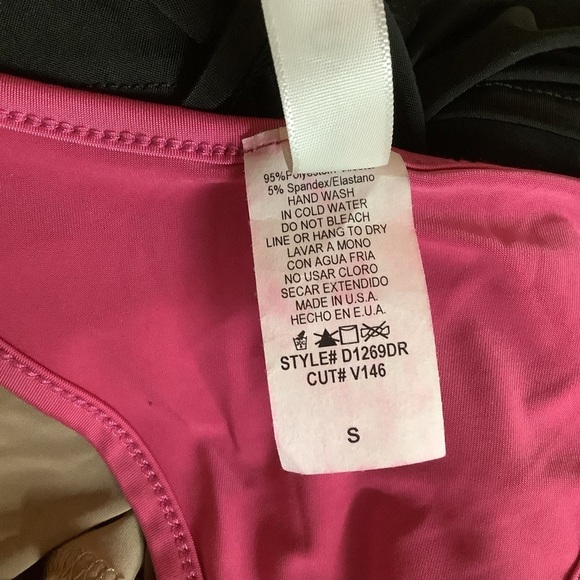 95%Polyester
5% Spandex/Elastano
HAND WASH
IN COLD WATER
DO NOT BLEACH
LINE OR HANG TO DRY
LAVAR A MONO
CON AGUA FRIA
NO USAR CLORO
SECAR EXTENDIDO
MADE IN U.S.A.
HECHO EN E.U.A.
STYLE# D1269DR
CUT# V146
S